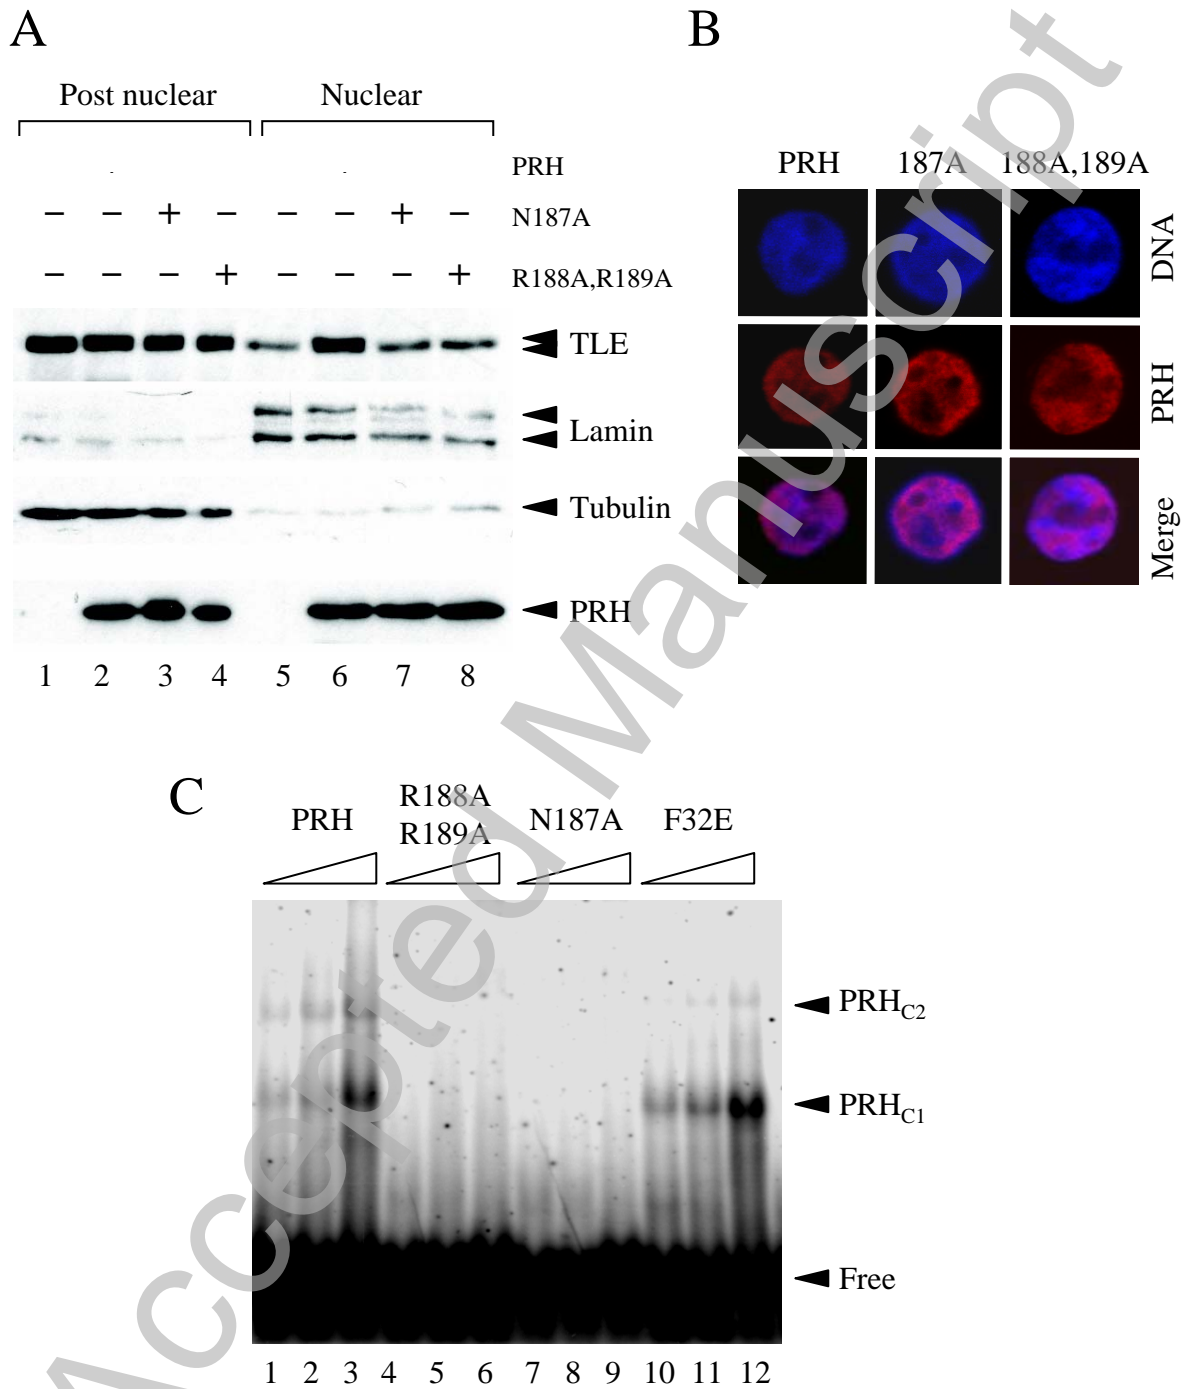 A
Post nuclear Nuclear
PRH
− − + − − − + − N187A
− − − + − − − + R188A,R189A
TLE
Lamin
Tubulin
PRH
1 2 3 4 5 6 7 8
B
PRH 187A 188A,189A
DNA
PRH
Merge
C
PRH R188A R189A N187A F32E
PRHC2
PRHC1
Free
1 2 3 4 5 6 7 8 9 10 11 12
Accepted Manuscript